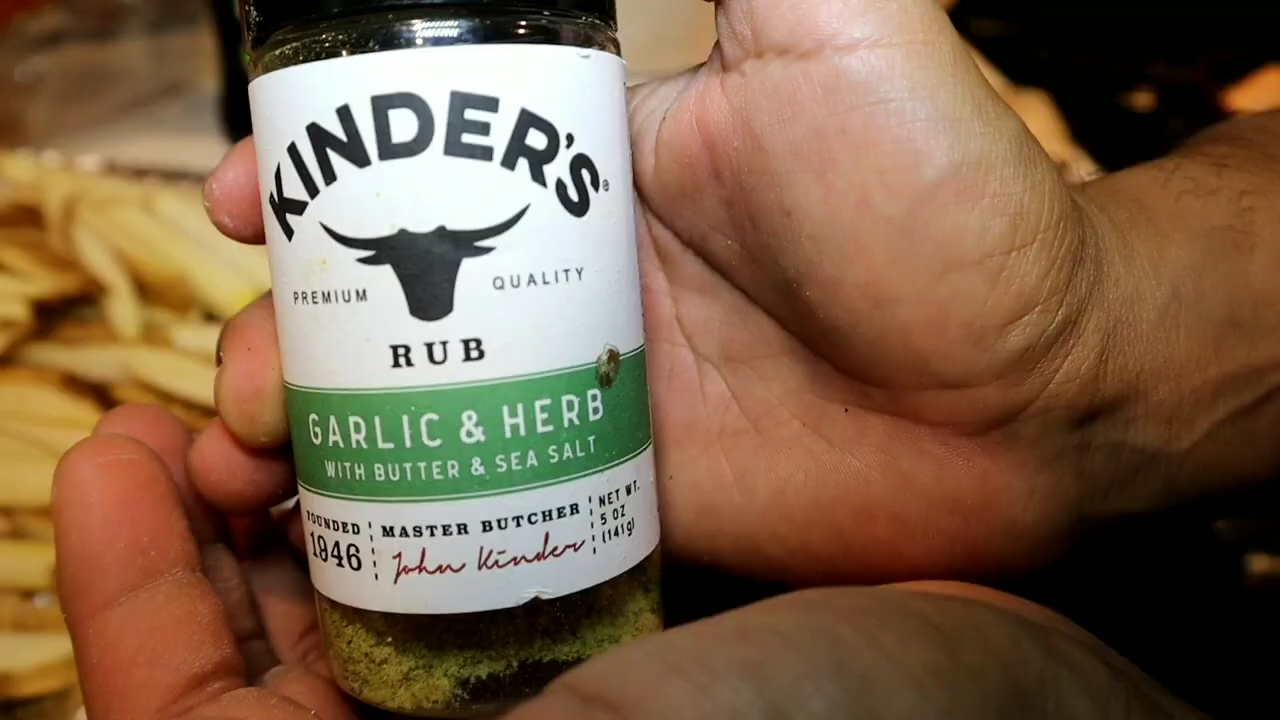 KINDER'S®
PREMIUM QUALITY
RUB
GARLIC & HERB
WITH BUTTER & SEA SALT
FOUNDED
1946
MASTER BUTCHER
John Kinder
NET WT.
5 OZ
(141g)